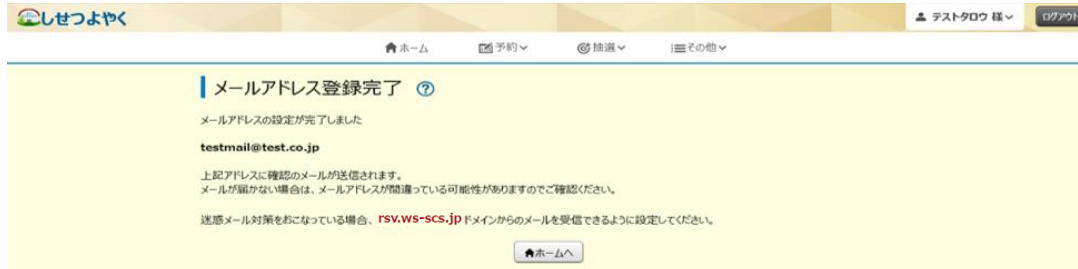 しせつよやく
テストタロウ 様
ログアウト
ホーム 予約 抽選 その他
メールアドレス登録完了 ?
メールアドレスの設定が完了しました
testmail@test.co.jp
上記アドレスに確認のメールが送信されます。
メールが届かない場合は、メールアドレスが間違っている可能性がありますのでご確認ください。
迷惑メール対策をおこなっている場合、rsv.ws-scs.jpドメインからのメールを受信できるように設定してください。
ホームへ